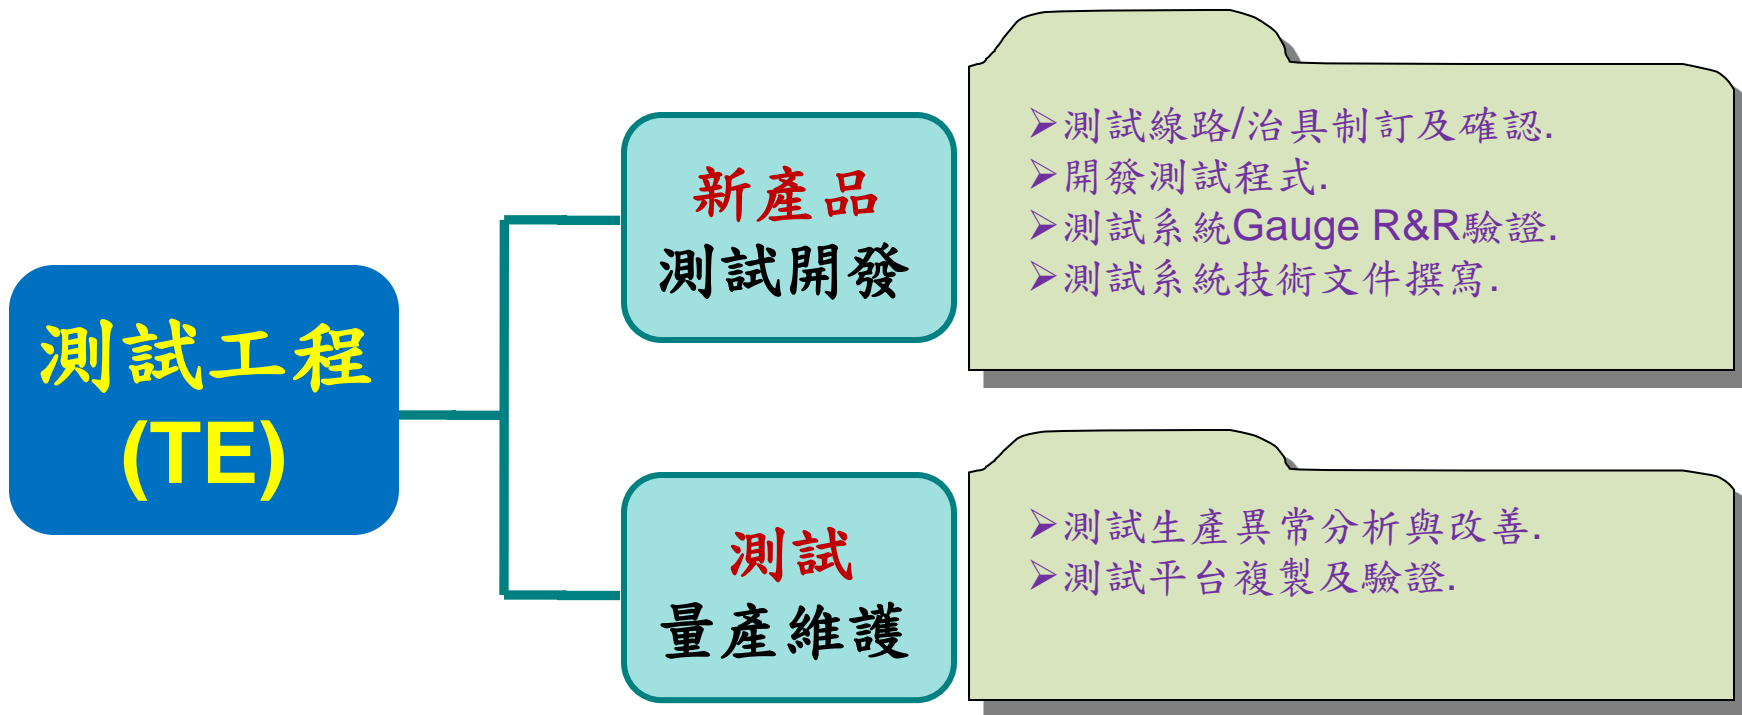 測試工程
(TE)
新產品
測試開發
➢測試線路/治具制訂及確認.
➢開發測試程式.
➢測試系統Gauge R&R驗證.
➢測試系統技術文件撰寫.
測試
量產維護
➢測試生產異常分析與改善.
➢測試平台複製及驗證.